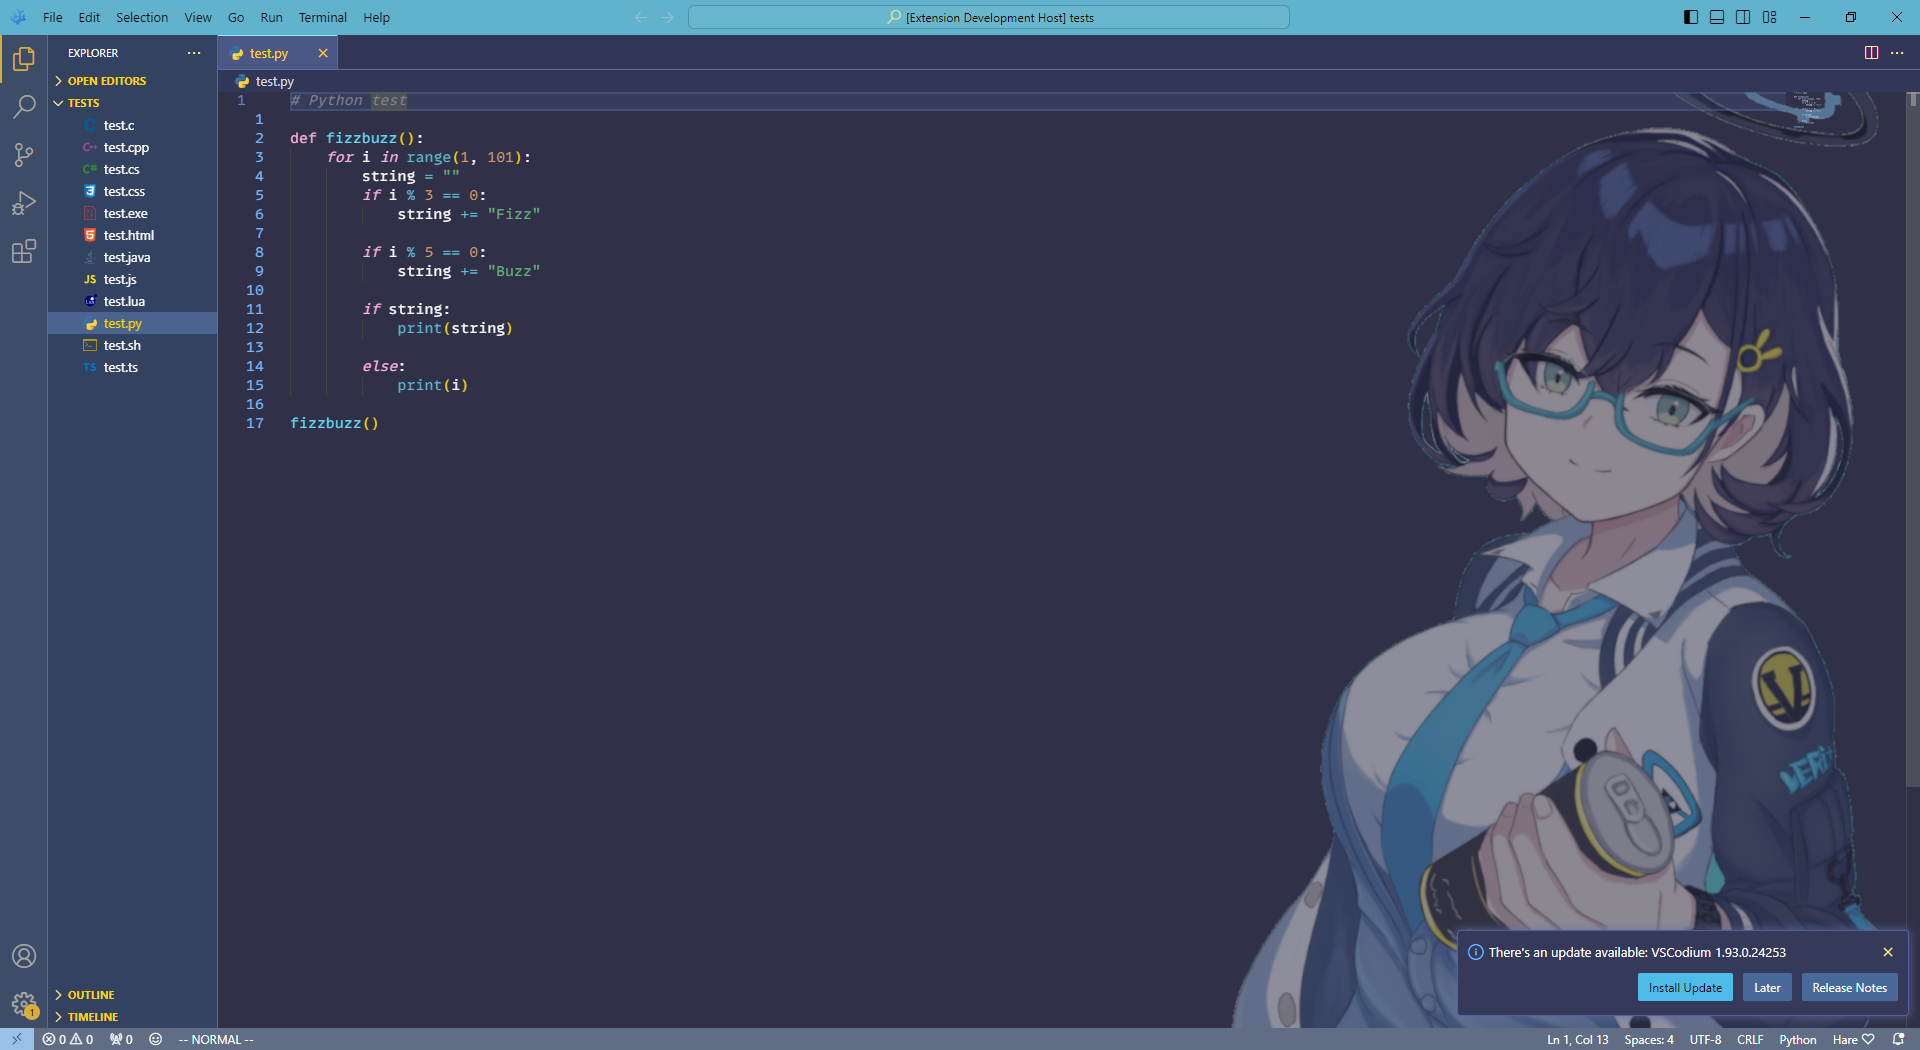 File Edit Selection View Go Run Terminal Help
[Extension Development Host] tests
EXPLORER
OPEN EDITORS
TESTS
test.c
C++ test.cpp
C# test.cs
test.css
test.exe
5 test.html
test.java
JS test.js
test.lua
test.py
test.sh
TS test.ts
OUTLINE
TIMELINE
test.py
test.py
1 # Python test
1
2 def fizzbuzz():
3 for i in range(1, 101):
4 string = ""
5 if i % 3 == 0:
6 string += "Fizz"
7
8 if i % 5 == 0:
9 string += "Buzz"
10
11 if string:
12 print(string)
13
14 else:
15 print(i)
16
17 fizzbuzz()
V
VERIT
There's an update available: VSCodium 1.93.0.24253
Install Update Later Release Notes
1
0 0 0 -- NORMAL --
Ln 1, Col 13 Spaces: 4 UTF-8 CRLF Python Hare ♡